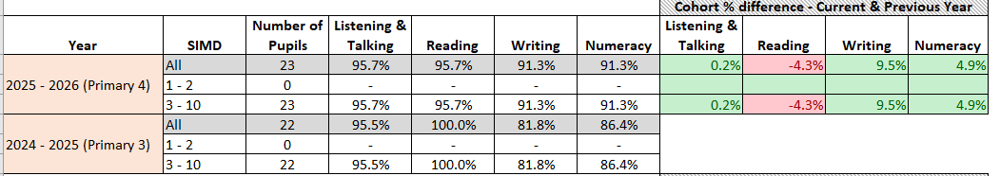 Cohort % difference - Current & Previous Year
Year SIMD Number of Pupils Listening & Talking Reading Writing Numeracy Listening & Talking Reading Writing Numeracy
2025 - 2026 (Primary 4)
All 23 95.7% 95.7% 91.3% 91.3% 0.2% -4.3% 9.5% 4.9%
1 - 2 0 - - - -
3 - 10 23 95.7% 95.7% 91.3% 91.3% 0.2% -4.3% 9.5% 4.9%
2024 - 2025 (Primary 3)
All 22 95.5% 100.0% 81.8% 86.4%
1 - 2 0 - - - -
3 - 10 22 95.5% 100.0% 81.8% 86.4%